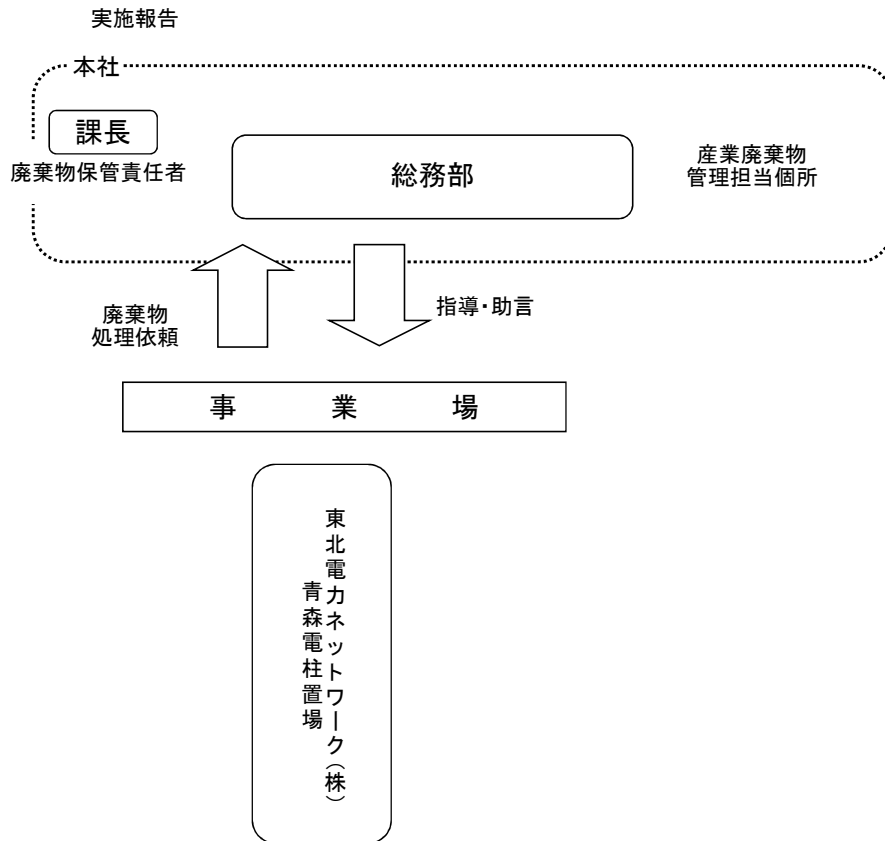 実施報告
本社
課長
廃棄物保管責任者
総務部
産業廃棄物
管理担当個所
廃棄物
処理依頼
指導・助言
事業場
東北電力ネットワーク(株)
青森電柱置場